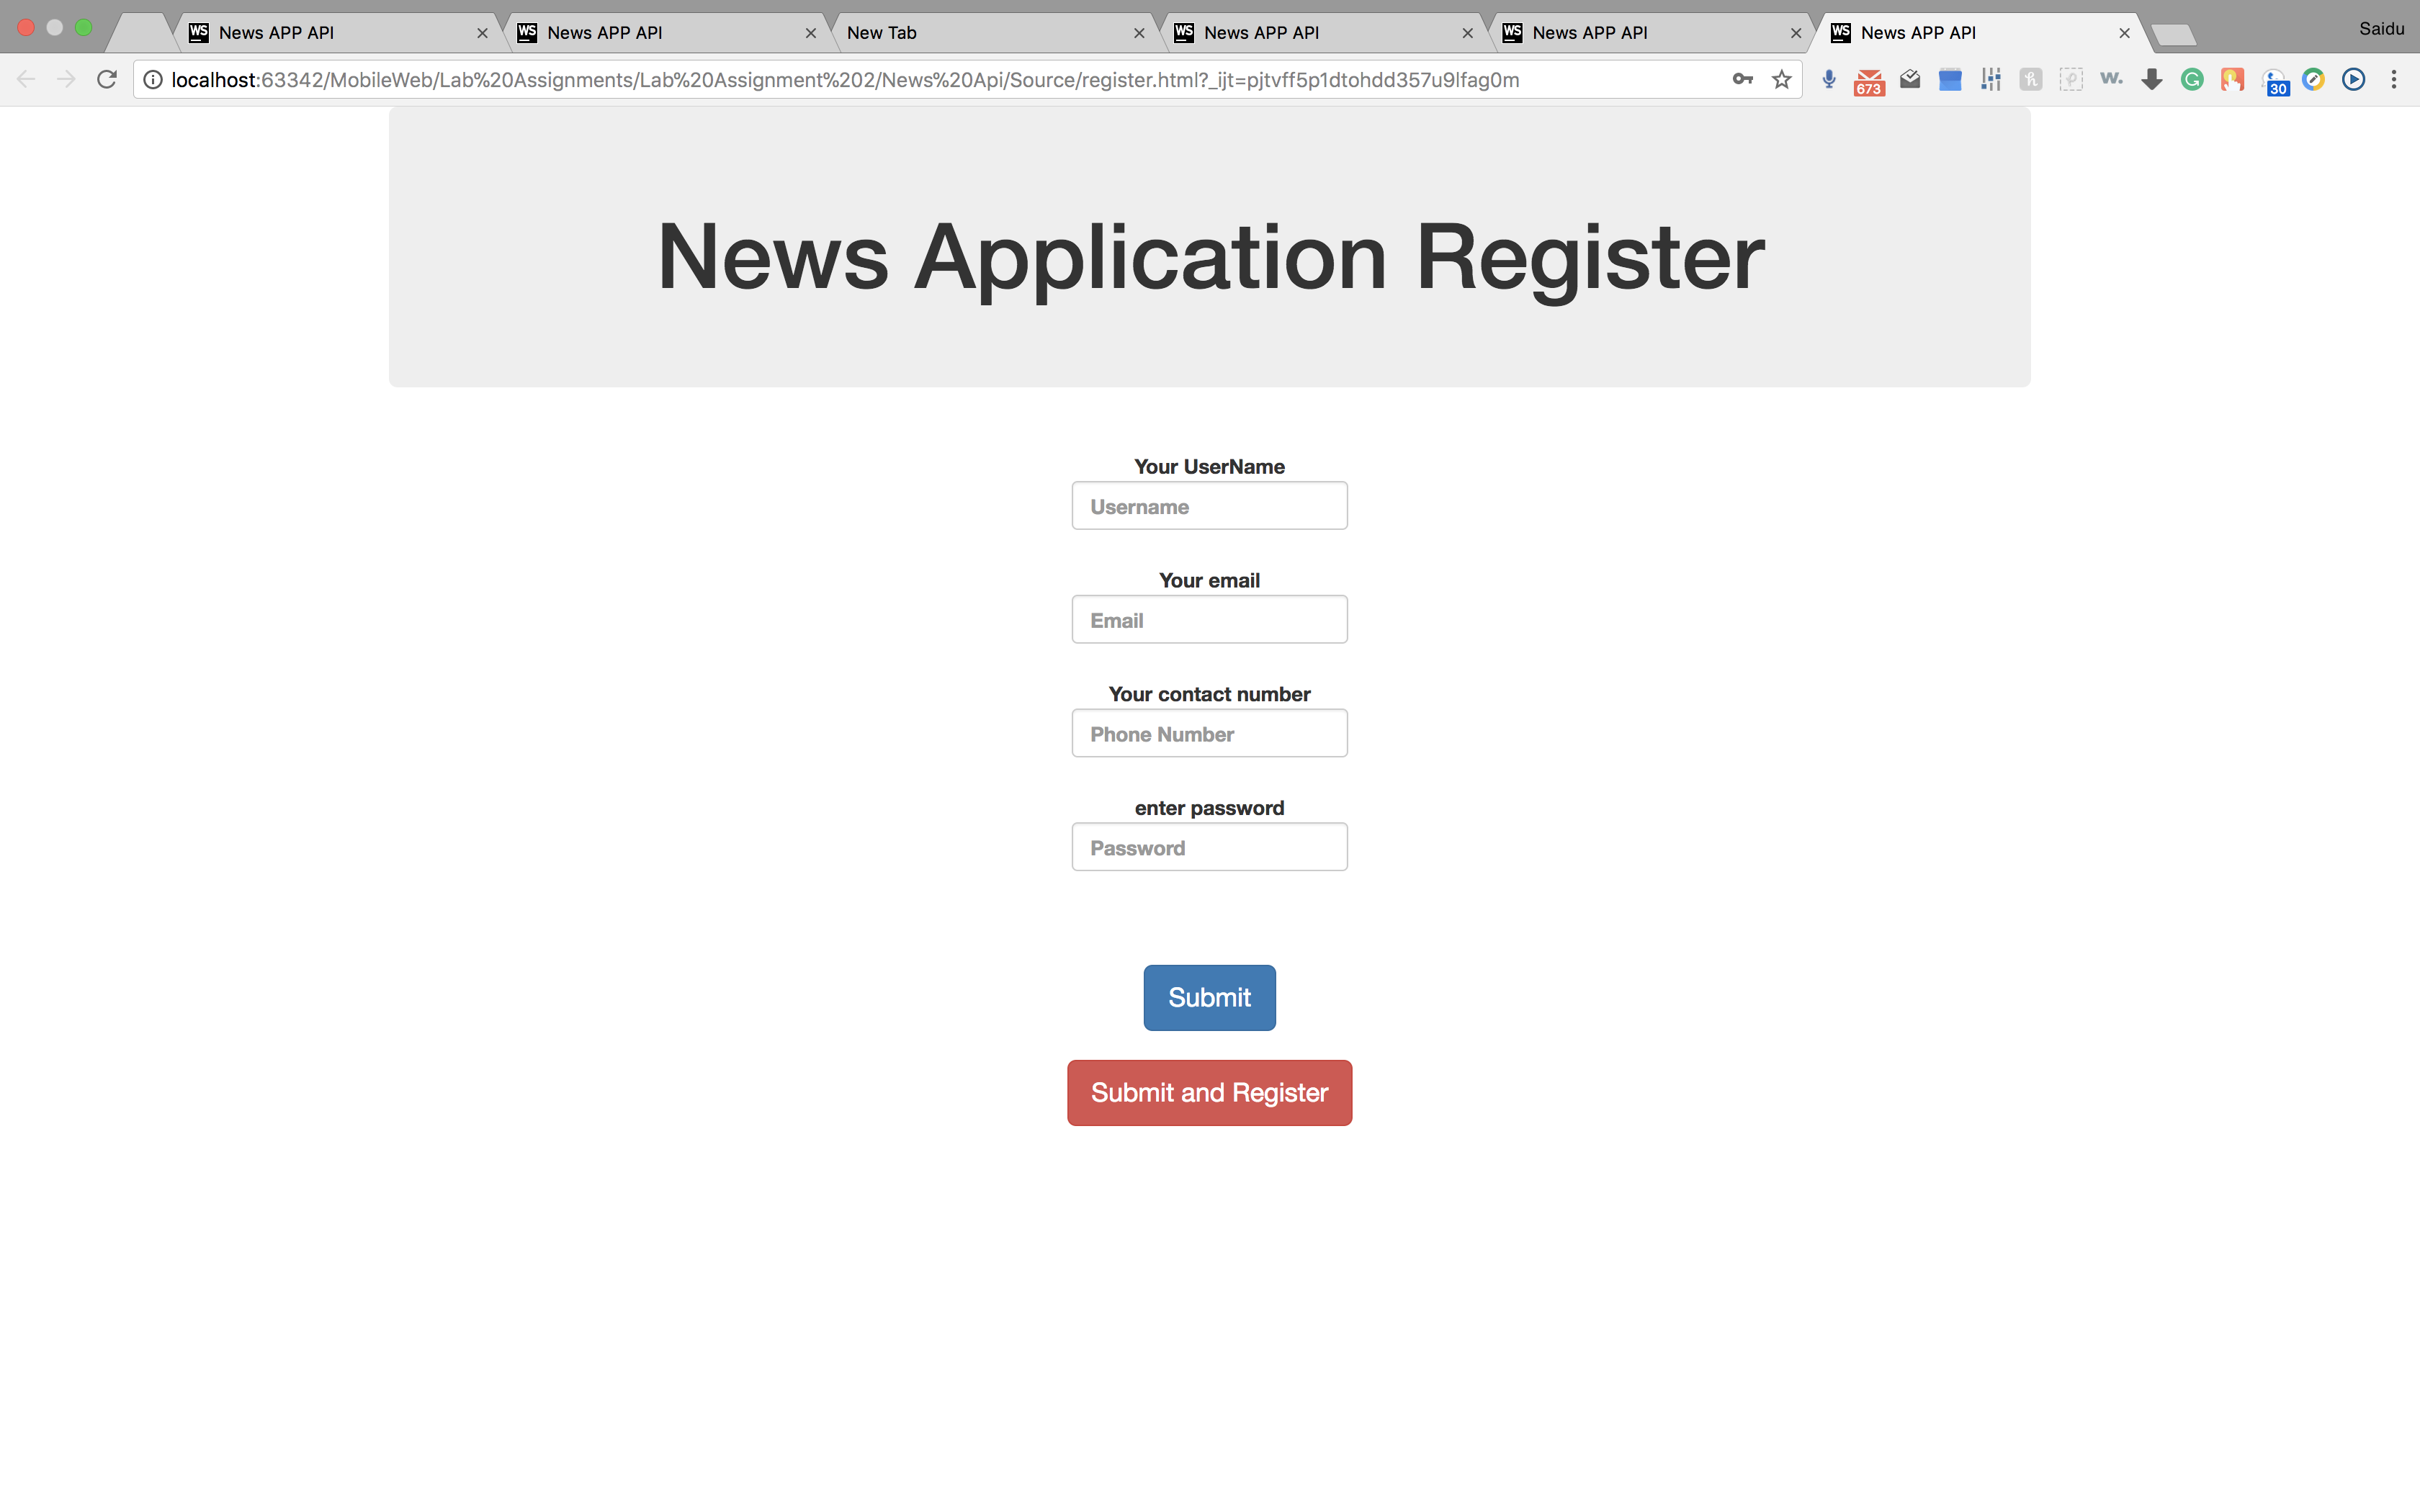 WS News APP API WS News APP API New Tab WS News APP API WS News APP API WS News APP API Saidu
localhost:63342/MobileWeb/Lab%20Assignments/Lab%20Assignment%202/News%20Api/Source/register.html?_ijt=pjtvff5p1dtohdd357u9lfag0m 673 w. 30
News Application Register
Your UserName
Username
Your email
Email
Your contact number
Phone Number
enter password
Password
Submit
Submit and Register